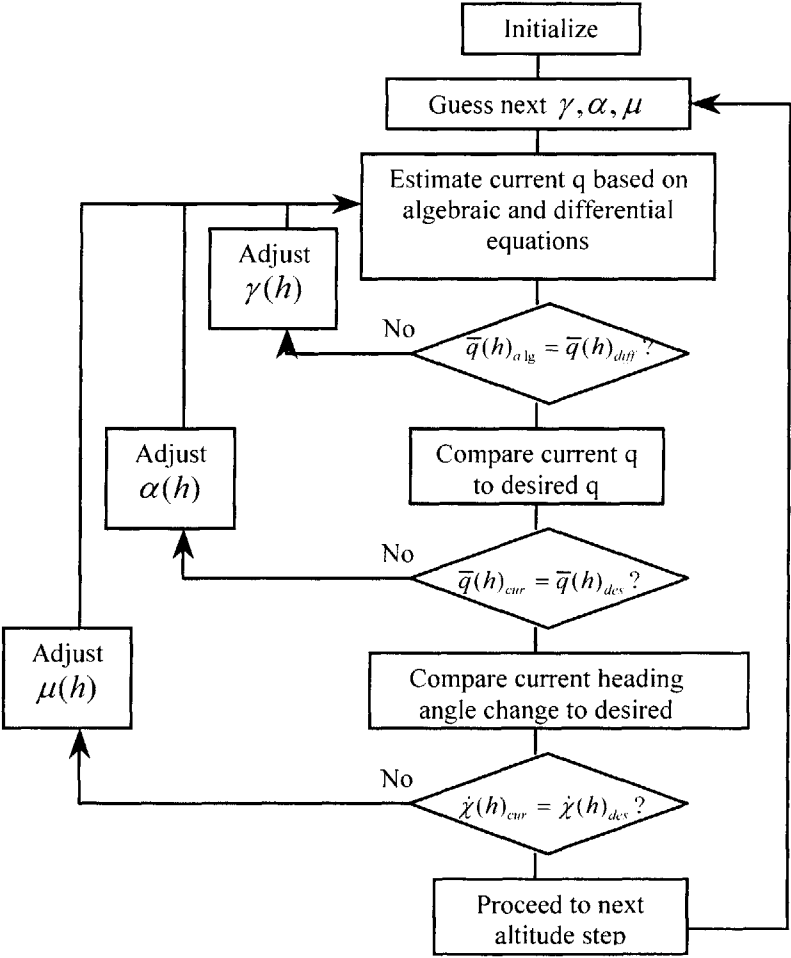 Initialize
Guess next γ, α, μ
Estimate current q based on
algebraic and differential
equations
Adjust
γ(h)
No
q̅(h)alg = q̅(h)diff ?
Adjust
α(h)
Compare current q
to desired q
No
q̅(h)cur = q̅(h)des ?
Adjust
μ(h)
Compare current heading
angle change to desired
No
χ̇(h)cur = χ̇(h)des ?
Proceed to next
altitude step